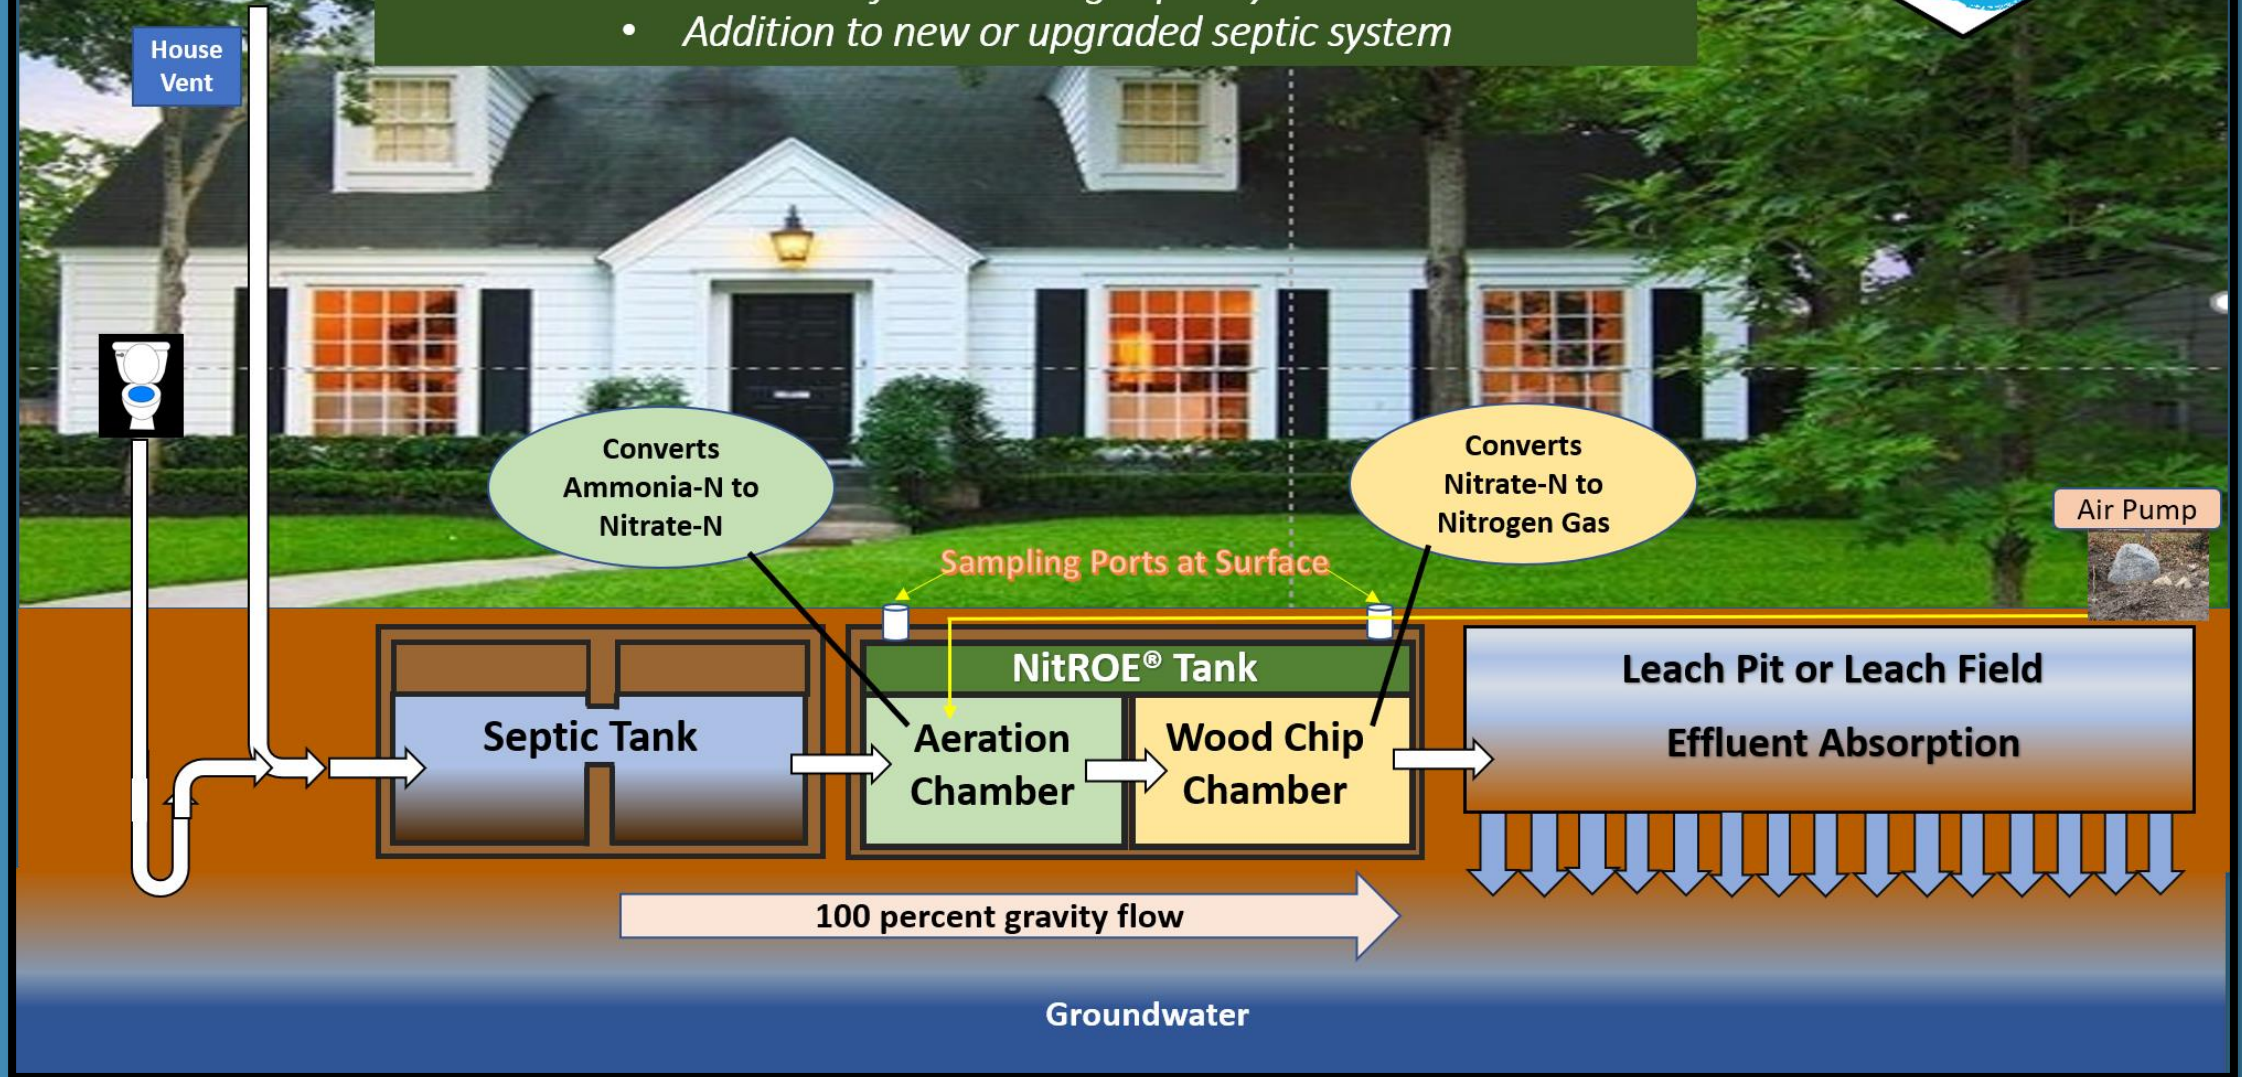 • Addition to new or upgraded septic system
House
Vent
Converts
Ammonia-N to
Nitrate-N
Converts
Nitrate-N to
Nitrogen Gas
Air Pump
Sampling Ports at Surface
NitROE® Tank
Septic Tank
Aeration
Chamber
Wood Chip
Chamber
Leach Pit or Leach Field
Effluent Absorption
100 percent gravity flow
Groundwater